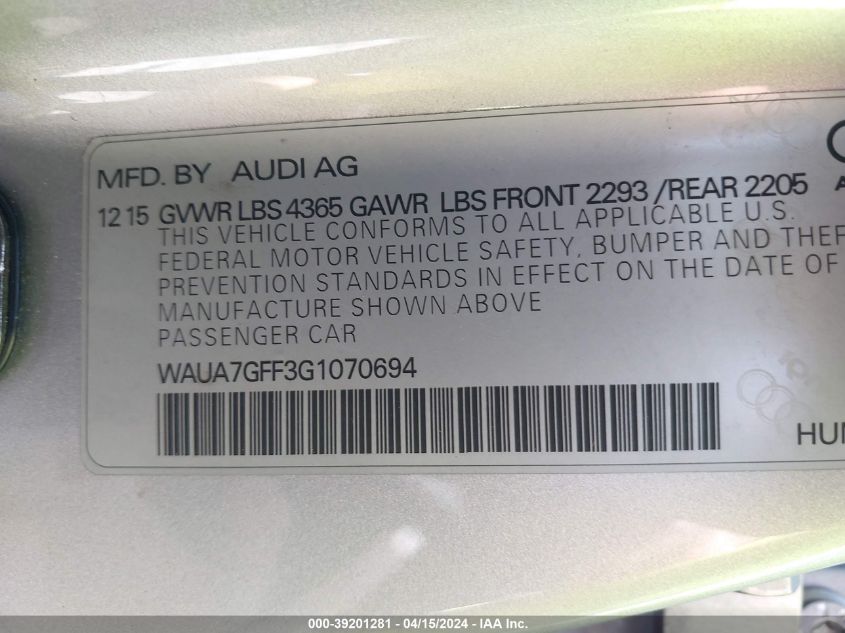 MFD. BY AUDI AG
12 15 GVWR LBS 4365 GAWR LBS FRONT 2293 /REAR 2205
THIS VEHICLE CONFORMS TO ALL APPLICABLE U.S.
FEDERAL MOTOR VEHICLE SAFETY, BUMPER AND THEF
PREVENTION STANDARDS IN EFFECT ON THE DATE OF
MANUFACTURE SHOWN ABOVE
PASSENGER CAR
WAUA7GFF3G1070694
HUN
000-39201281 - 04/15/2024 - IAA Inc.